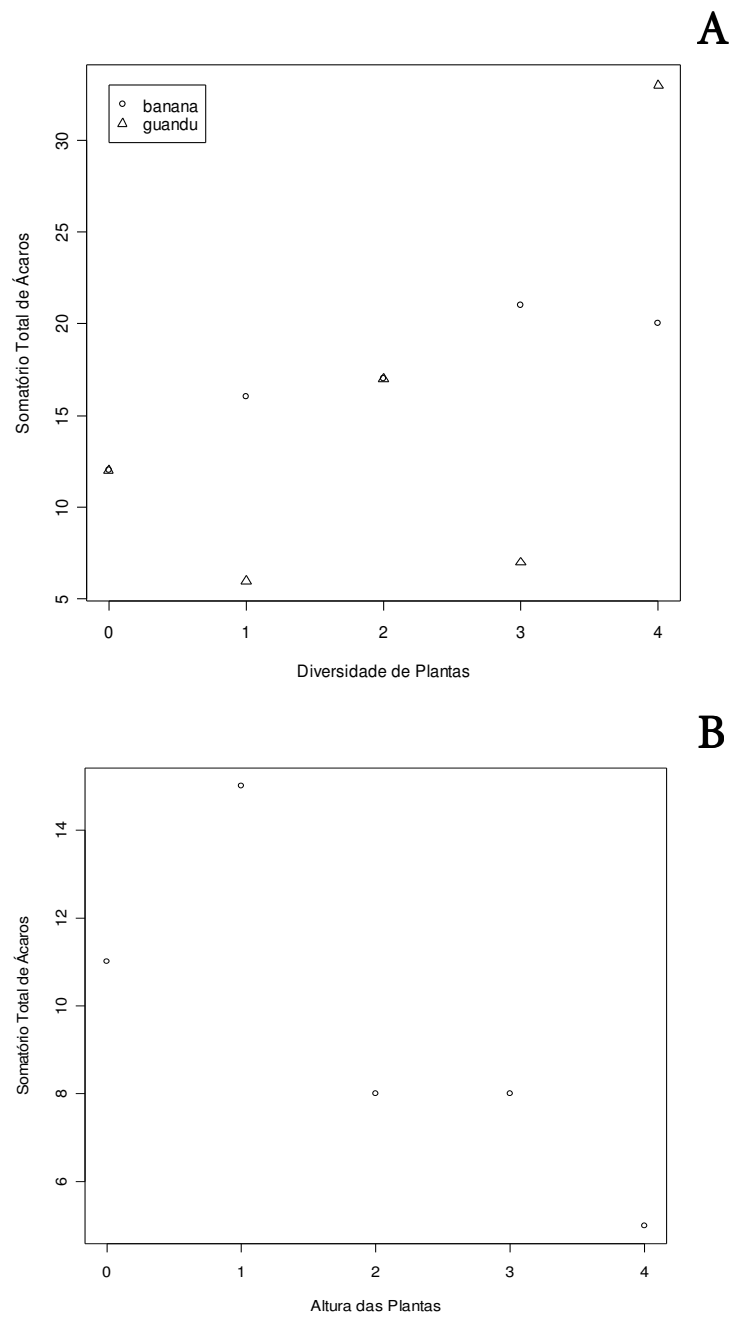 A
banana
guandu
30
25
20
15
10
5
Somatório Total de Ácaros
0 1 2 3 4
Diversidade de Plantas
B
14
12
10
8
6
Somatório Total de Ácaros
0 1 2 3 4
Altura das Plantas